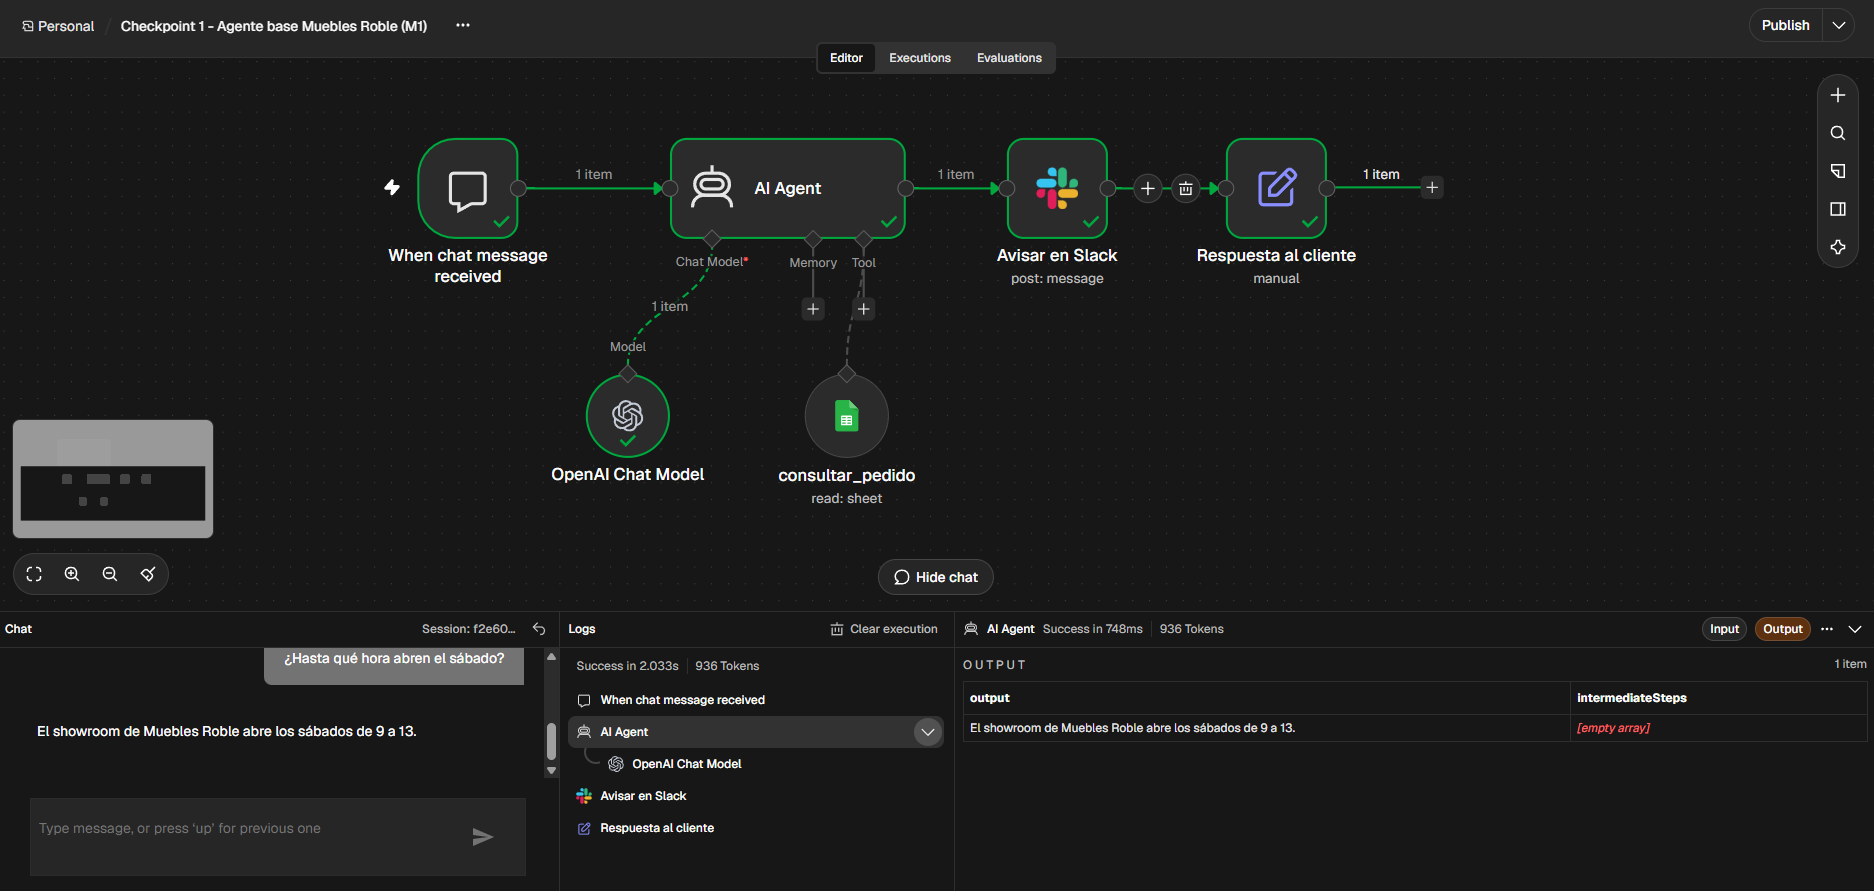 Personal / Checkpoint 1 - Agente base Muebles Roble (M1) ...
Publish
Editor Executions Evaluations
1 item
AI Agent
1 item
1 item
When chat message
received
Chat Model*
Memory
Tool
Avisar en Slack
post: message
Respuesta al cliente
manual
1 item
Model
OpenAI Chat Model
consultar_pedido
read: sheet
Hide chat
Chat
Session: f2e60...
¿Hasta qué hora abren el sábado?
El showroom de Muebles Roble abre los sábados de 9 a 13.
Type message, or press ‘up’ for previous one
Logs
Clear execution
Success in 2.033s 936 Tokens
When chat message received
AI Agent
OpenAI Chat Model
Avisar en Slack
Respuesta al cliente
AI Agent Success in 748ms 936 Tokens
Input Output ...
OUTPUT
1 item
output intermediateSteps
El showroom de Muebles Roble abre los sábados de 9 a 13. [empty array]